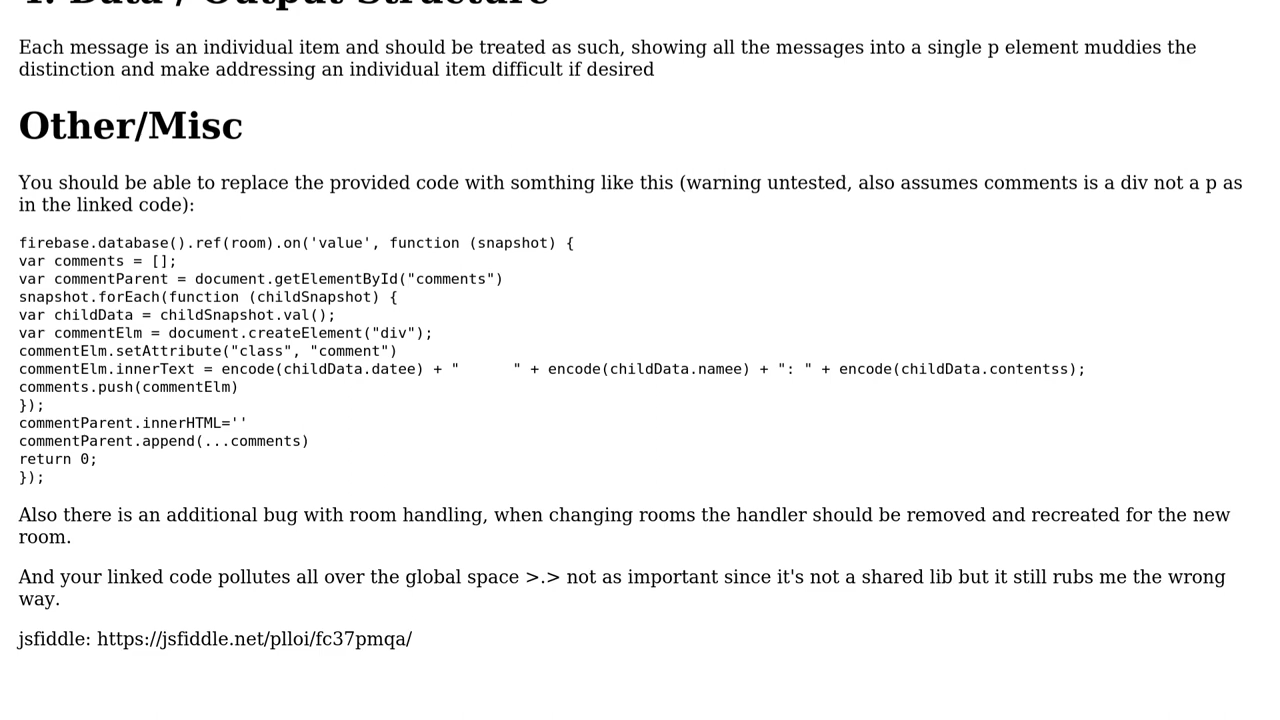 4. Data / Output Structure
Each message is an individual item and should be treated as such, showing all the messages into a single p element muddies the
distinction and make addressing an individual item difficult if desired
Other/Misc
You should be able to replace the provided code with somthing like this (warning untested, also assumes comments is a div not a p as
in the linked code):
firebase.database().ref(room).on('value', function (snapshot) {
var comments = [];
var commentParent = document.getElementById("comments")
snapshot.forEach(function (childSnapshot) {
var childData = childSnapshot.val();
var commentElm = document.createElement("div");
commentElm.setAttribute("class", "comment")
commentElm.innerText = encode(childData.datee) + "      " + encode(childData.namee) + ": " + encode(childData.contentss);
comments.push(commentElm)
});
commentParent.innerHTML=''
commentParent.append(...comments)
return 0;
});
Also there is an additional bug with room handling, when changing rooms the handler should be removed and recreated for the new
room.
And your linked code pollutes all over the global space >.> not as important since it's not a shared lib but it still rubs me the wrong
way.
jsfiddle: https://jsfiddle.net/plloi/fc37pmqa/